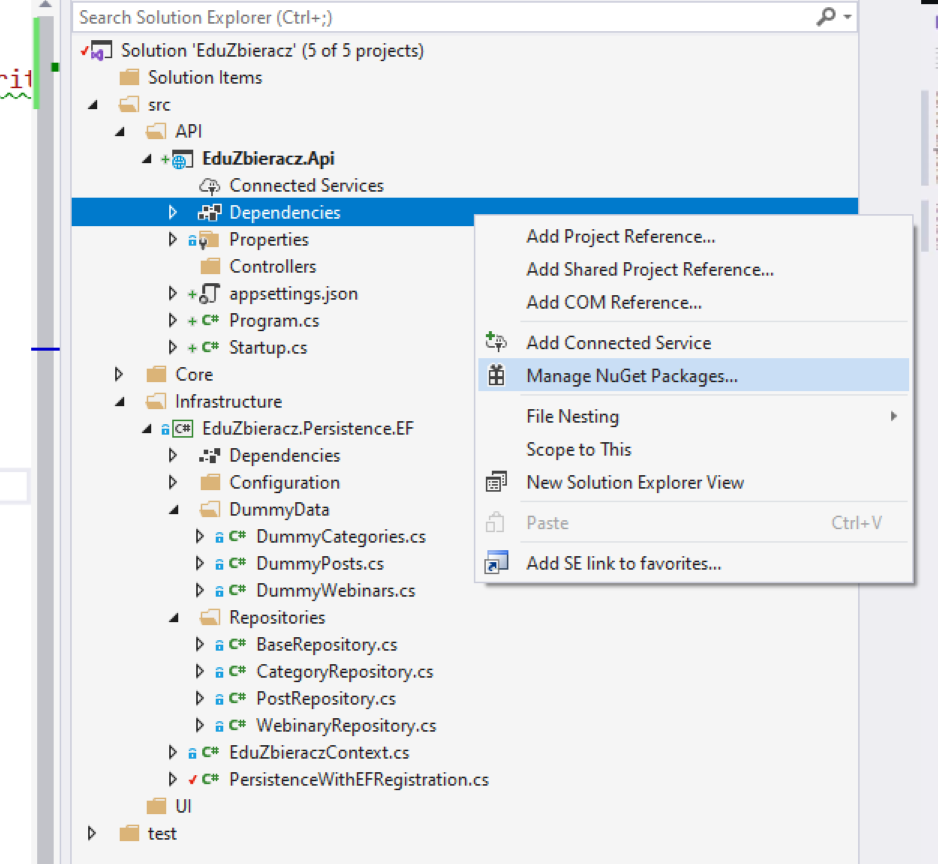 rit
Search Solution Explorer (Ctrl+;)
Solution 'EduZbieracz' (5 of 5 projects)
Solution Items
src
API
EduZbieracz.Api
Connected Services
Dependencies
Properties
Controllers
appsettings.json
C# Program.cs
C# Startup.cs
Core
Infrastructure
C# EduZbieracz.Persistence.EF
Dependencies
Configuration
DummyData
C# DummyCategories.cs
C# DummyPosts.cs
C# DummyWebinars.cs
Repositories
C# BaseRepository.cs
C# CategoryRepository.cs
C# PostRepository.cs
C# WebinaryRepository.cs
C# EduZbieraczContext.cs
C# PersistenceWithEFRegistration.cs
UI
test
Add Project Reference...
Add Shared Project Reference...
Add COM Reference...
Add Connected Service
Manage NuGet Packages...
File Nesting
Scope to This
New Solution Explorer View
Paste Ctrl+V
Add SE link to favorites...